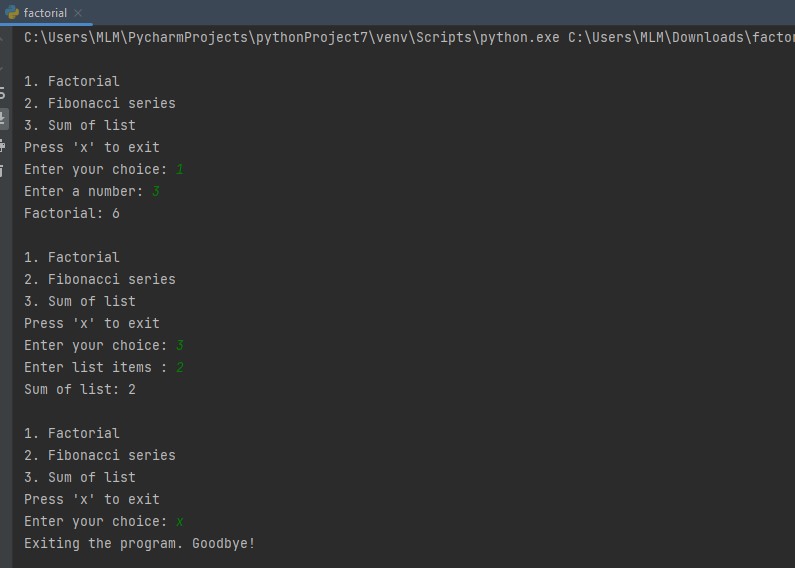 factorial
C:\Users\MLM\PycharmProjects\pythonProject7\venv\Scripts\python.exe C:\Users\MLM\Downloads\factor
1. Factorial
2. Fibonacci series
3. Sum of list
Press 'x' to exit
Enter your choice: 1
Enter a number: 3
Factorial: 6
1. Factorial
2. Fibonacci series
3. Sum of list
Press 'x' to exit
Enter your choice: 3
Enter list items : 2
Sum of list: 2
1. Factorial
2. Fibonacci series
3. Sum of list
Press 'x' to exit
Enter your choice: x
Exiting the program. Goodbye!